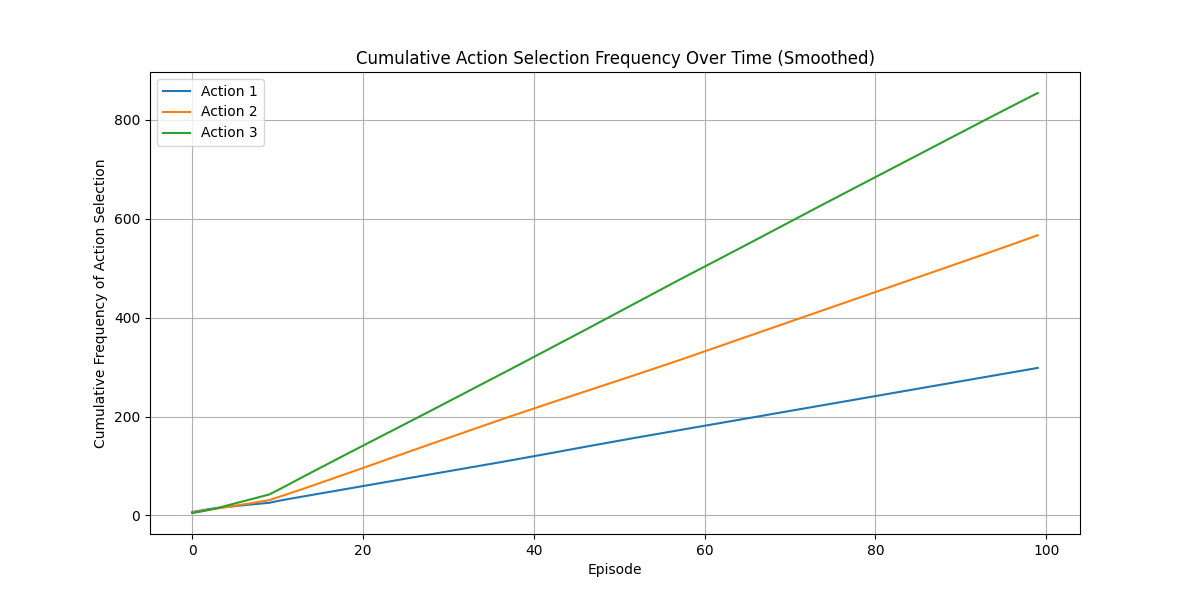 Cumulative Action Selection Frequency Over Time (Smoothed)
Action 1
Action 2
Action 3
Cumulative Frequency of Action Selection
800
600
400
200
0
0 20 40 60 80 100
Episode